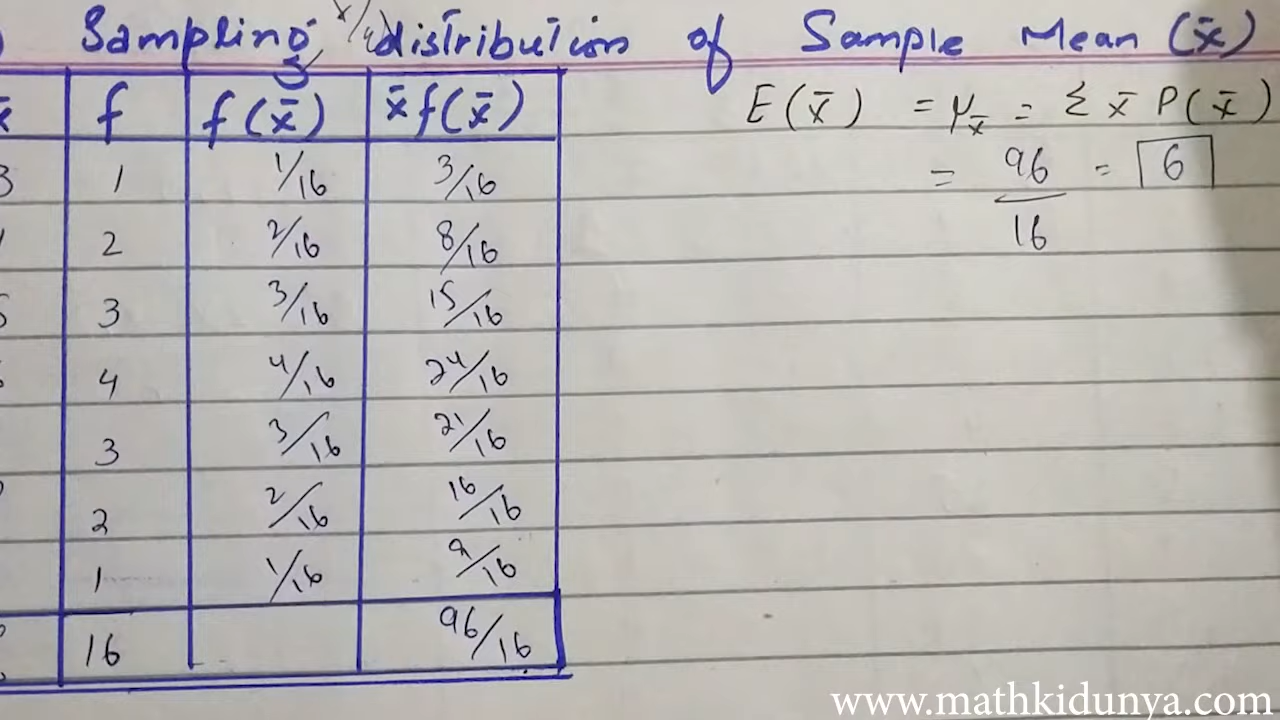 Sampling distribution of Sample Mean (x̄)
f f(x̄) x̄f(x̄)
3 1 1/16 3/16
2 2/16 8/16
3 3/16 15/16
4 4/16 24/16
3 3/16 21/16
2 2/16 16/16
1 1/16 9/16
16 96/16
E(x̄) = μx̄ = Σ x̄ P(x̄)
= 96/16 = 6
www.mathkidunya.com